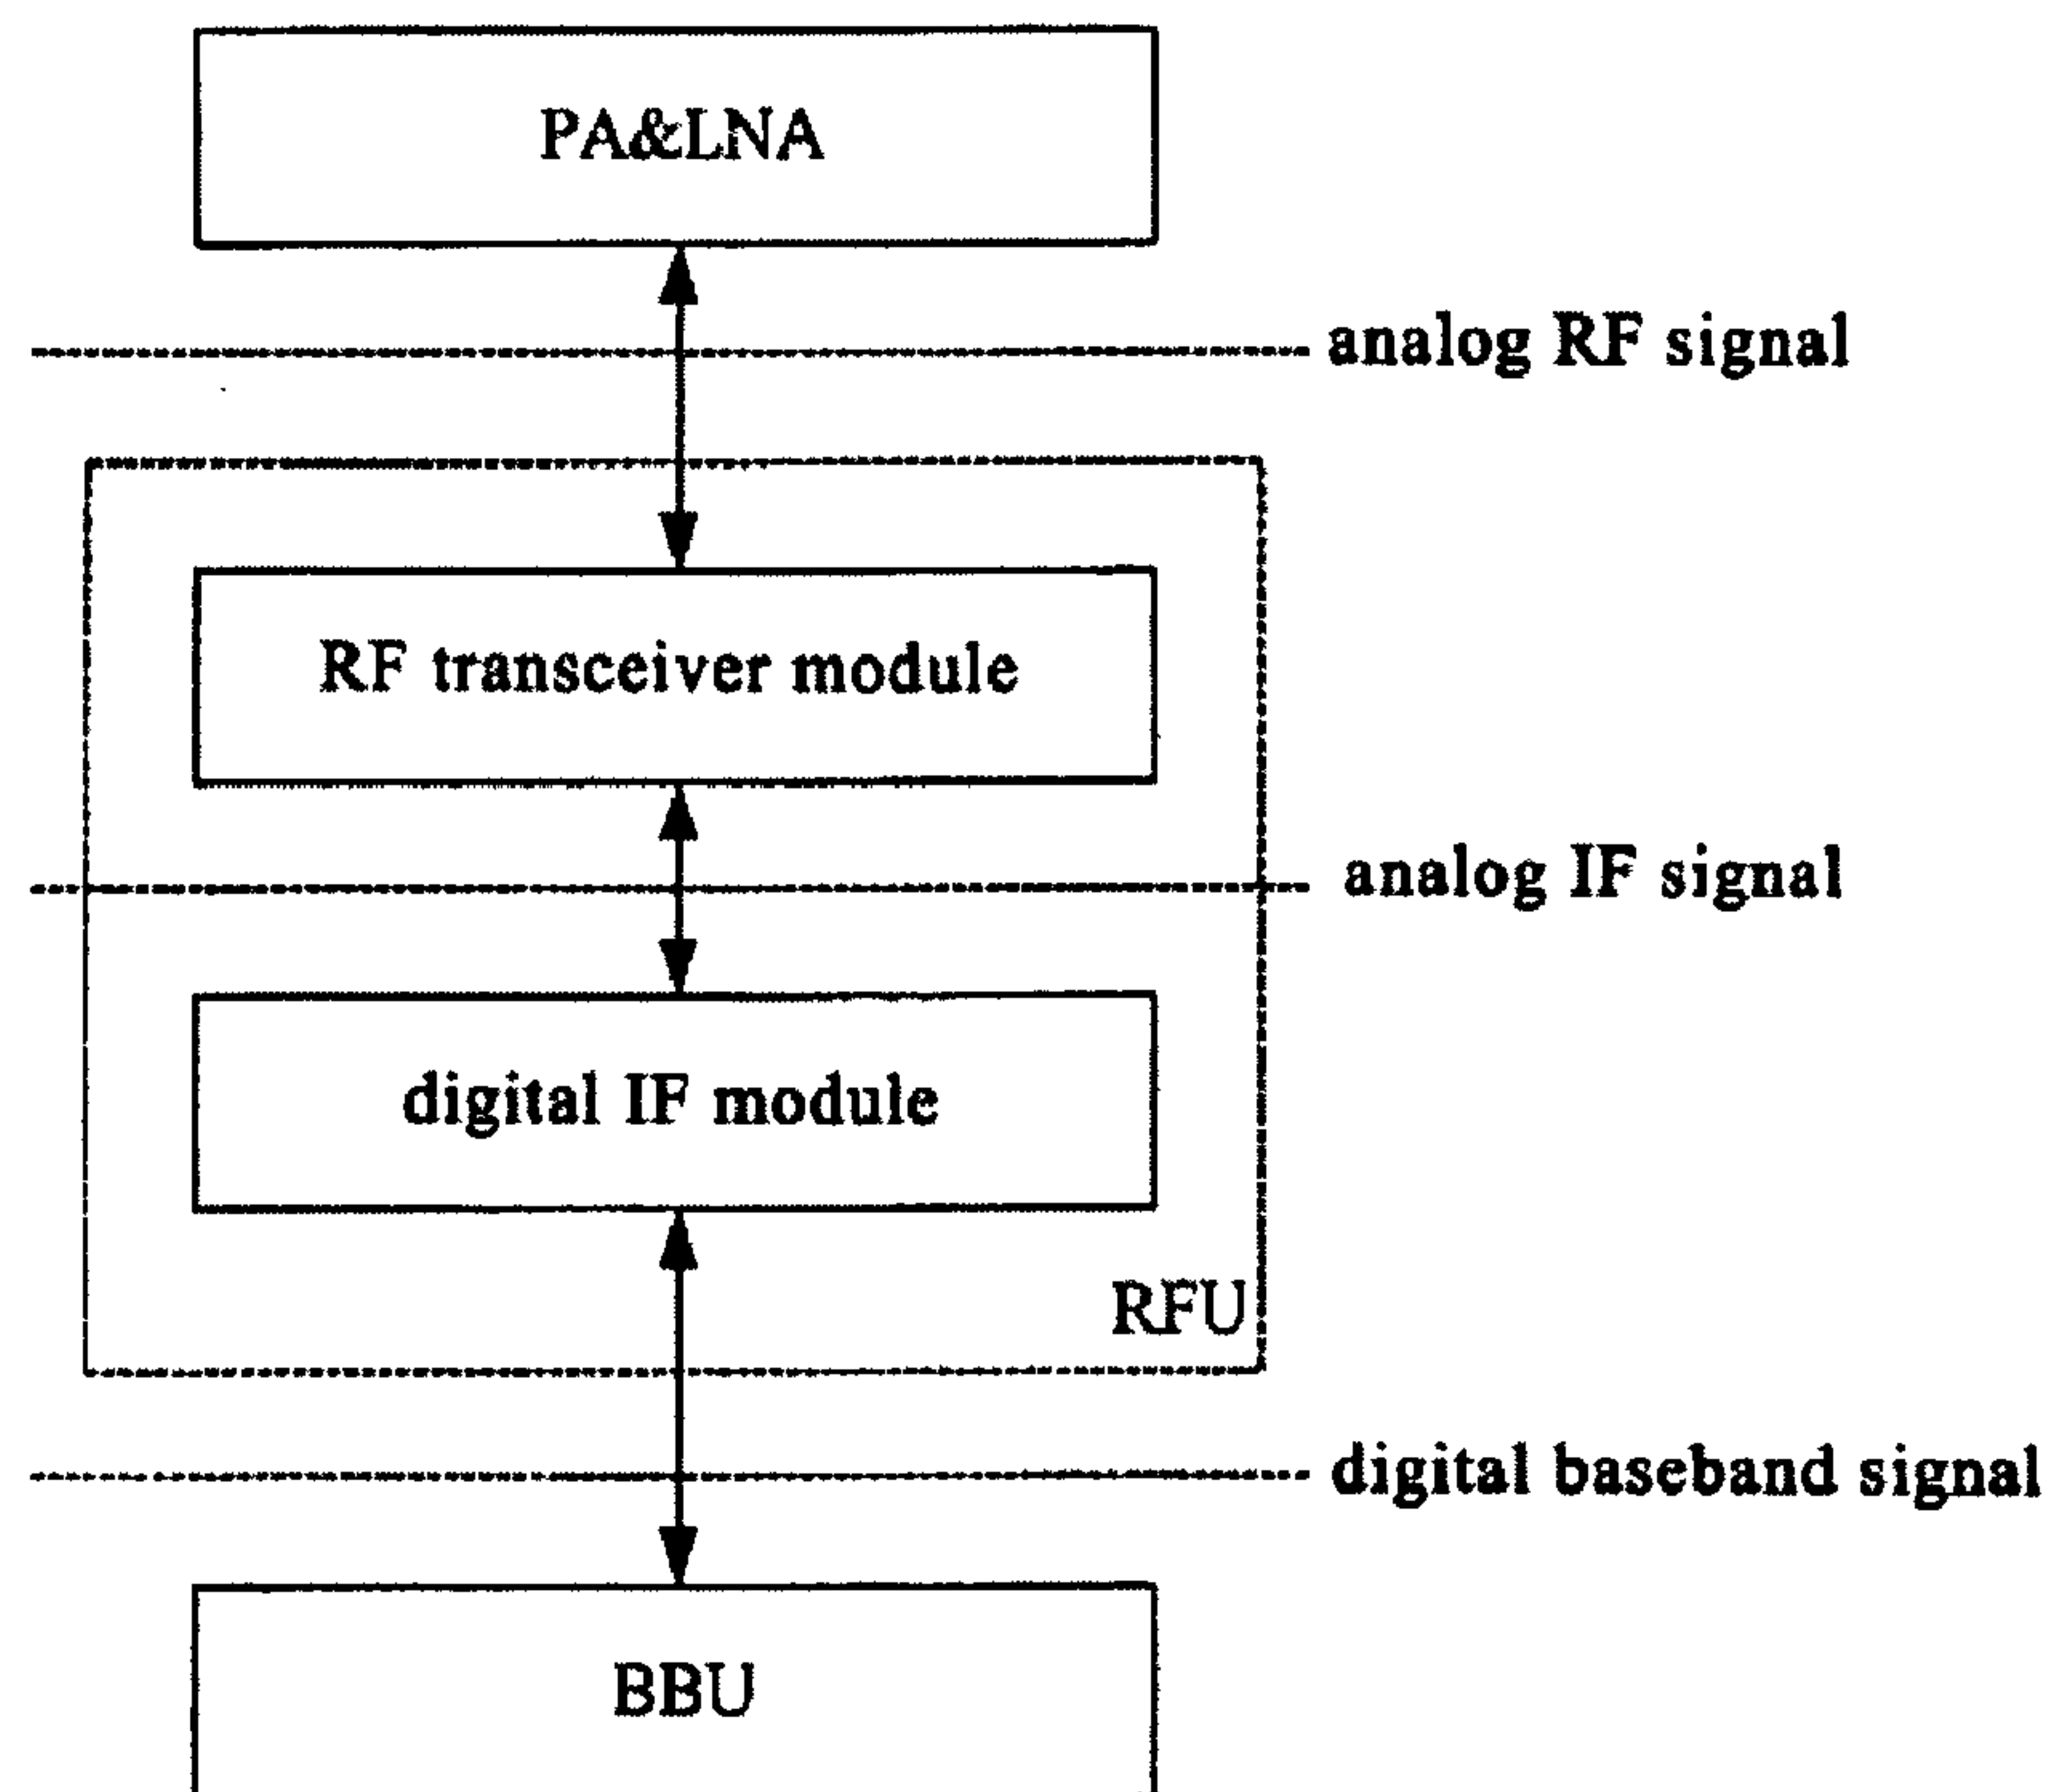 PA&LNA
analog RF signal
RF transceiver module
analog IF signal
digital IF module
RFU
digital baseband signal
BBU